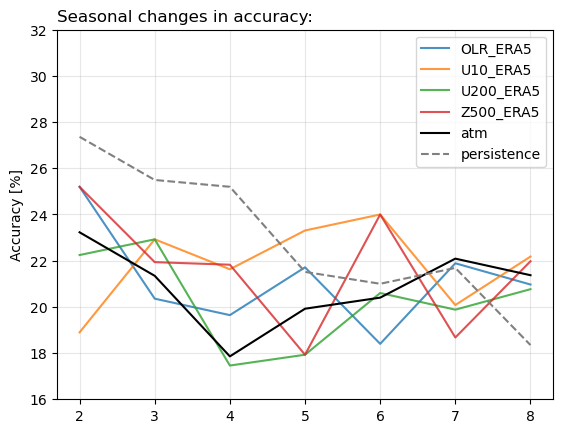 Seasonal changes in accuracy:
32
30
28
26
24
22
20
18
16
Accuracy [%]
2 3 4 5 6 7 8
OLR_ERA5
U10_ERA5
U200_ERA5
Z500_ERA5
atm
persistence